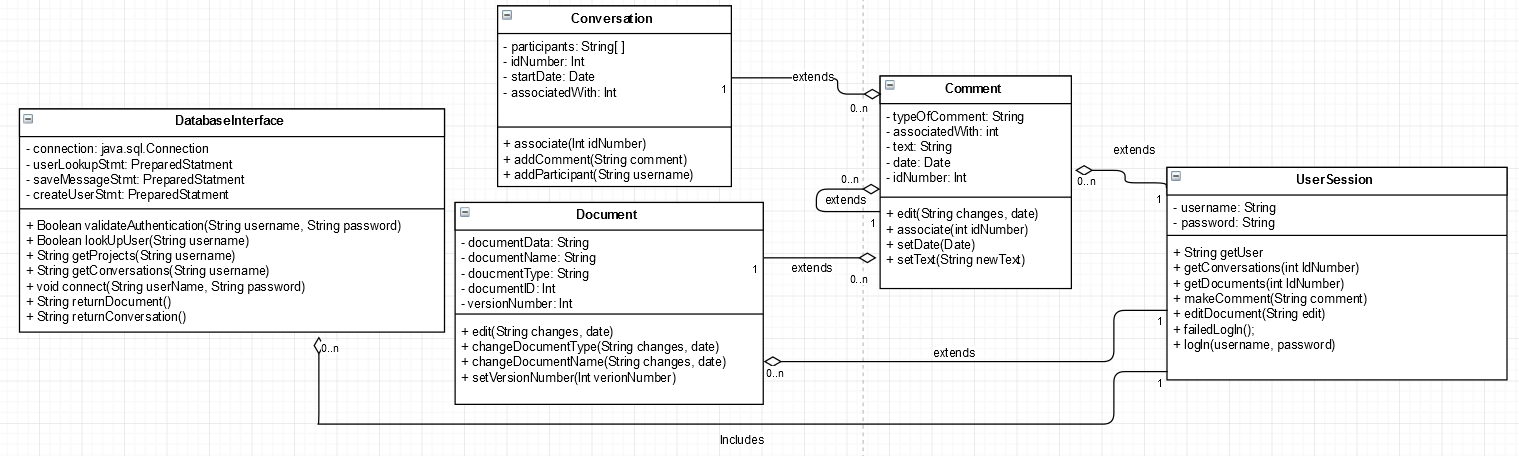 Conversation
- participants: String[ ]
- idNumber: Int
- startDate: Date
- associatedWith: Int
+ associate(Int idNumber)
+ addComment(String comment)
+ addParticipant(String username)
1
extends
0..n
Comment
- typeOfComment: String
- associatedWith: int
- text: String
- date: Date
- idNumber: Int
+ edit(String changes, date)
+ associate(int idNumber)
+ setDate(Date)
+ setText(String newText)
0..n
extends
1
extends
0..n
1
DatabaseInterface
- connection: java.sql.Connection
- userLookupStmt: PreparedStatment
- saveMessageStmt: PreparedStatment
- createUserStmt: PreparedStatment
+ Boolean validateAuthentication(String username, String password)
+ Boolean lookUpUser(String username)
+ String getProjects(String username)
+ String getConversations(String username)
+ void connect(String userName, String password)
+ String returnDocument()
+ String returnConversation()
0..n
Document
- documentData: String
- documentName: String
- doucmentType: String
- documentID: Int
- versionNumber: Int
+ edit(String changes, date)
+ changeDocumentType(String changes, date)
+ changeDocumentName(String changes, date)
+ setVersionNumber(Int verionNumber)
1
extends
0..n
UserSession
- username: String
- password: String
+ String getUser
+ getConversations(int IdNumber)
+ getDocuments(int IdNumber)
+ makeComment(String comment)
+ editDocument(String edit)
+ failedLogIn();
+ logIn(username, password)
1
extends
0..n
1
Includes